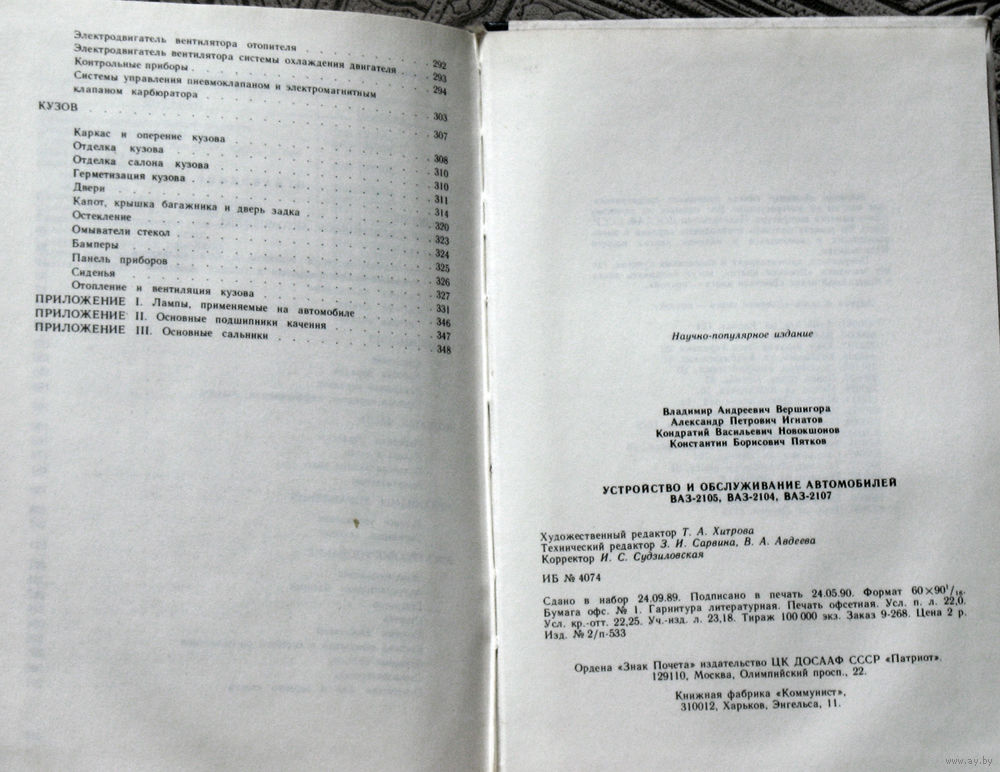 Электродвигатель вентилятора отопителя . . . 292
Электродвигатель вентилятора системы охлаждения двигателя . . 293
Контрольные приборы . . . 294
Системы управления пневмоклапаном и электромагнитным
клапаном карбюратора . . . 303
КУЗОВ . . . 307
Каркас и оперение кузова . . . 308
Отделка кузова . . . 310
Отделка салона кузова . . . 310
Герметизация кузова . . . 311
Двери . . . 314
Капот, крышка багажника и дверь задка . . . 320
Остекление . . . 323
Омыватели стекол . . . 324
Бамперы . . . 325
Панель приборов . . . 326
Сиденья . . . 327
Отопление и вентиляция кузова . . . 331
ПРИЛОЖЕНИЕ I. Лампы, применяемые на автомобиле . . . 346
ПРИЛОЖЕНИЕ II. Основные подшипники качения . . . 347
ПРИЛОЖЕНИЕ III. Основные сальники . . . 348
Научно-популярное издание
Владимир Андреевич Вершигора
Александр Петрович Игнатов
Кондратий Васильевич Новокшонов
Константин Борисович Пятков
УСТРОЙСТВО И ОБСЛУЖИВАНИЕ АВТОМОБИЛЕЙ
ВАЗ-2105, ВАЗ-2104, ВАЗ-2107
Художественный редактор Т. А. Хитрова
Технический редактор З. И. Сарвина, В. А. Авдеева
Корректор И. С. Судзиловская
ИБ № 4074
Сдано в набор 24.09.89. Подписано в печать 24.05.90. Формат 60×90¹/₁₆.
Бумага офс. № 1. Гарнитура литературная. Печать офсетная. Усл. п. л. 22,0.
Усл. кр.-отт. 22,25. Уч.-изд. л. 23,18. Тираж 100 000 экз. Заказ 9-268. Цена 2 р.
Изд. № 2/п-533
Ордена «Знак Почета» издательство ЦК ДОСААФ СССР «Патриот».
129110, Москва, Олимпийский просп., 22.
Книжная фабрика «Коммунист»,
310012, Харьков, Энгельса, 11.
www.ay.by